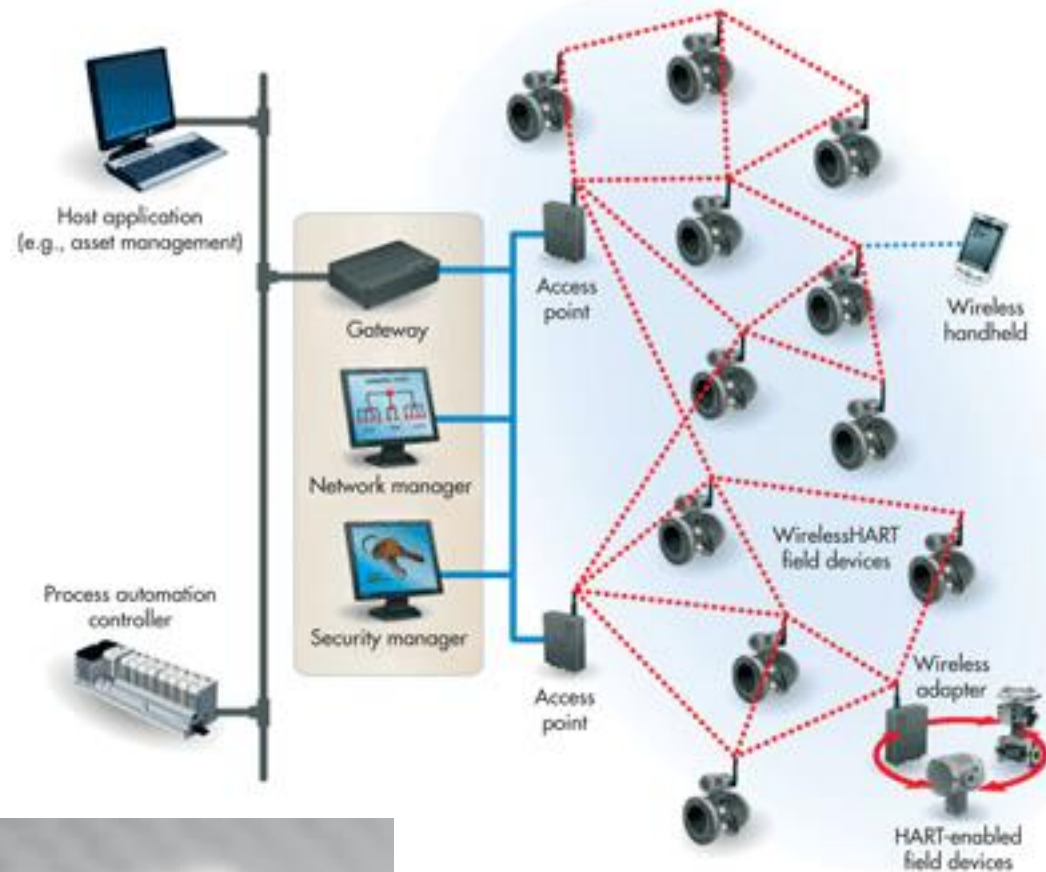 Host application
(e.g., asset management)
Gateway
Network manager
Security manager
Process automation
controller
Access
point
Access
point
Wireless
handheld
WirelessHART
field devices
Wireless
adapter
HART-enabled
field devices